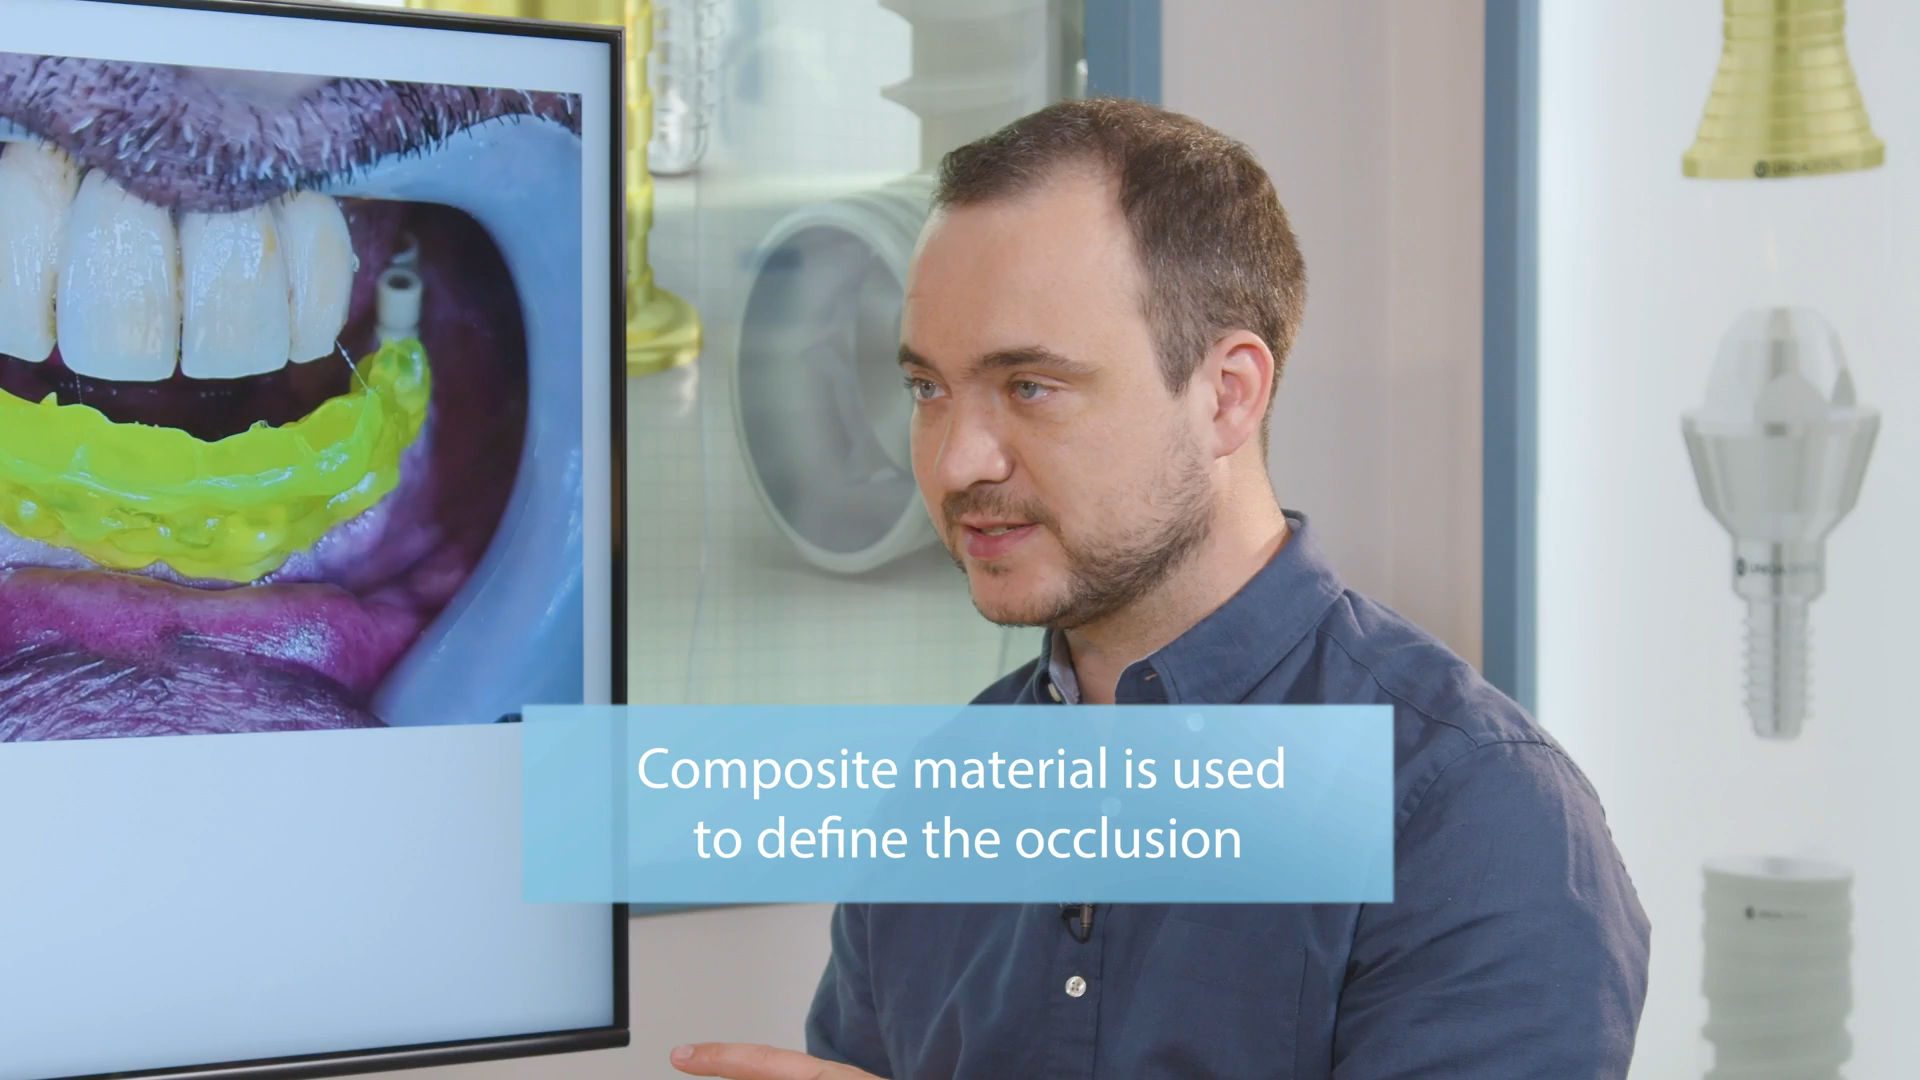 Composite material is used
to define the occlusion